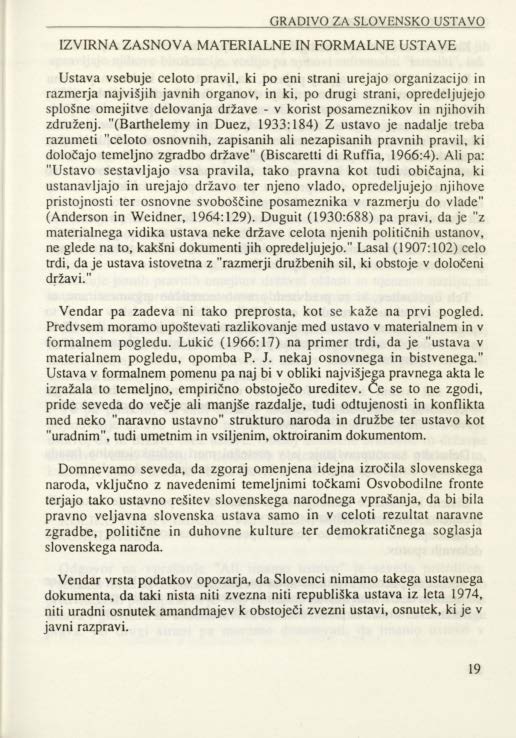 GRADIVO ZA SLOVENSKO USTAVO
IZVIRNA ZASNOVA MATERIALNE IN FORMALNE USTAVE
Ustava vsebuje celoto pravil, ki po eni strani urejajo organizacijo in
razmerja najvišjih javnih organov, in ki, po drugi strani, opredeljujejo
splošne omejitve delovanja države - v korist posameznikov in njihovih
združenj. "(Barthelemy in Duez, 1933:184) Z ustavo je nadalje treba
razumeti "celoto osnovnih, zapisanih ali nezapisanih pravnih pravil, ki
določajo temeljno zgradbo države" (Biscaretti di Ruffia, 1966:4). Ali pa:
"Ustavo sestavljajo vsa pravila, tako pravna kot tudi običajna, ki
ustanavljajo in urejajo državo ter njeno vlado, opredeljujejo njihove
pristojnosti ter osnovne svoboščine posameznika v razmerju do vlade"
(Anderson in Weidner, 1964:129). Duguit (1930:688) pa pravi, da je "z
materialnega vidika ustava neke države celota njenih političnih ustanov,
ne glede na to, kakšni dokumenti jih opredeljujejo." Lasal (1907:102) celo
trdi, da je ustava istovetna z "razmerji družbenih sil, ki obstoje v določeni
državi."
Vendar pa zadeva ni tako preprosta, kot se kaže na prvi pogled.
Predvsem moramo upoštevati razlikovanje med ustavo v materialnem in v
formalnem pogledu. Lukić (1966:17) na primer trdi, da je "ustava v
materialnem pogledu, opomba P. J. nekaj osnovnega in bistvenega."
Ustava v formalnem pomenu pa naj bi v obliki najvišjega pravnega akta le
izražala to temeljno, empirično obstoječo ureditev. Če se to ne zgodi,
pride seveda do večje ali manjše razdalje, tudi odtujenosti in konflikta
med neko "naravno ustavno" strukturo naroda in družbe ter ustavo kot
"uradnim", tudi umetnim in vsiljenim, oktroiranim dokumentom.
Domnevamo seveda, da zgoraj omenjena idejna izročila slovenskega
naroda, vključno z navedenimi temeljnimi točkami Osvobodilne fronte
terjajo tako ustavno rešitev slovenskega narodnega vprašanja, da bi bila
pravno veljavna slovenska ustava samo in v celoti rezultat naravne
zgradbe, politične in duhovne kulture ter demokratičnega soglasja
slovenskega naroda.
Vendar vrsta podatkov opozarja, da Slovenci nimamo takega ustavnega
dokumenta, da taki nista niti zvezna niti republiška ustava iz leta 1974,
niti uradni osnutek amandmajev k obstoječi zvezni ustavi, osnutek, ki je v
javni razpravi.
19